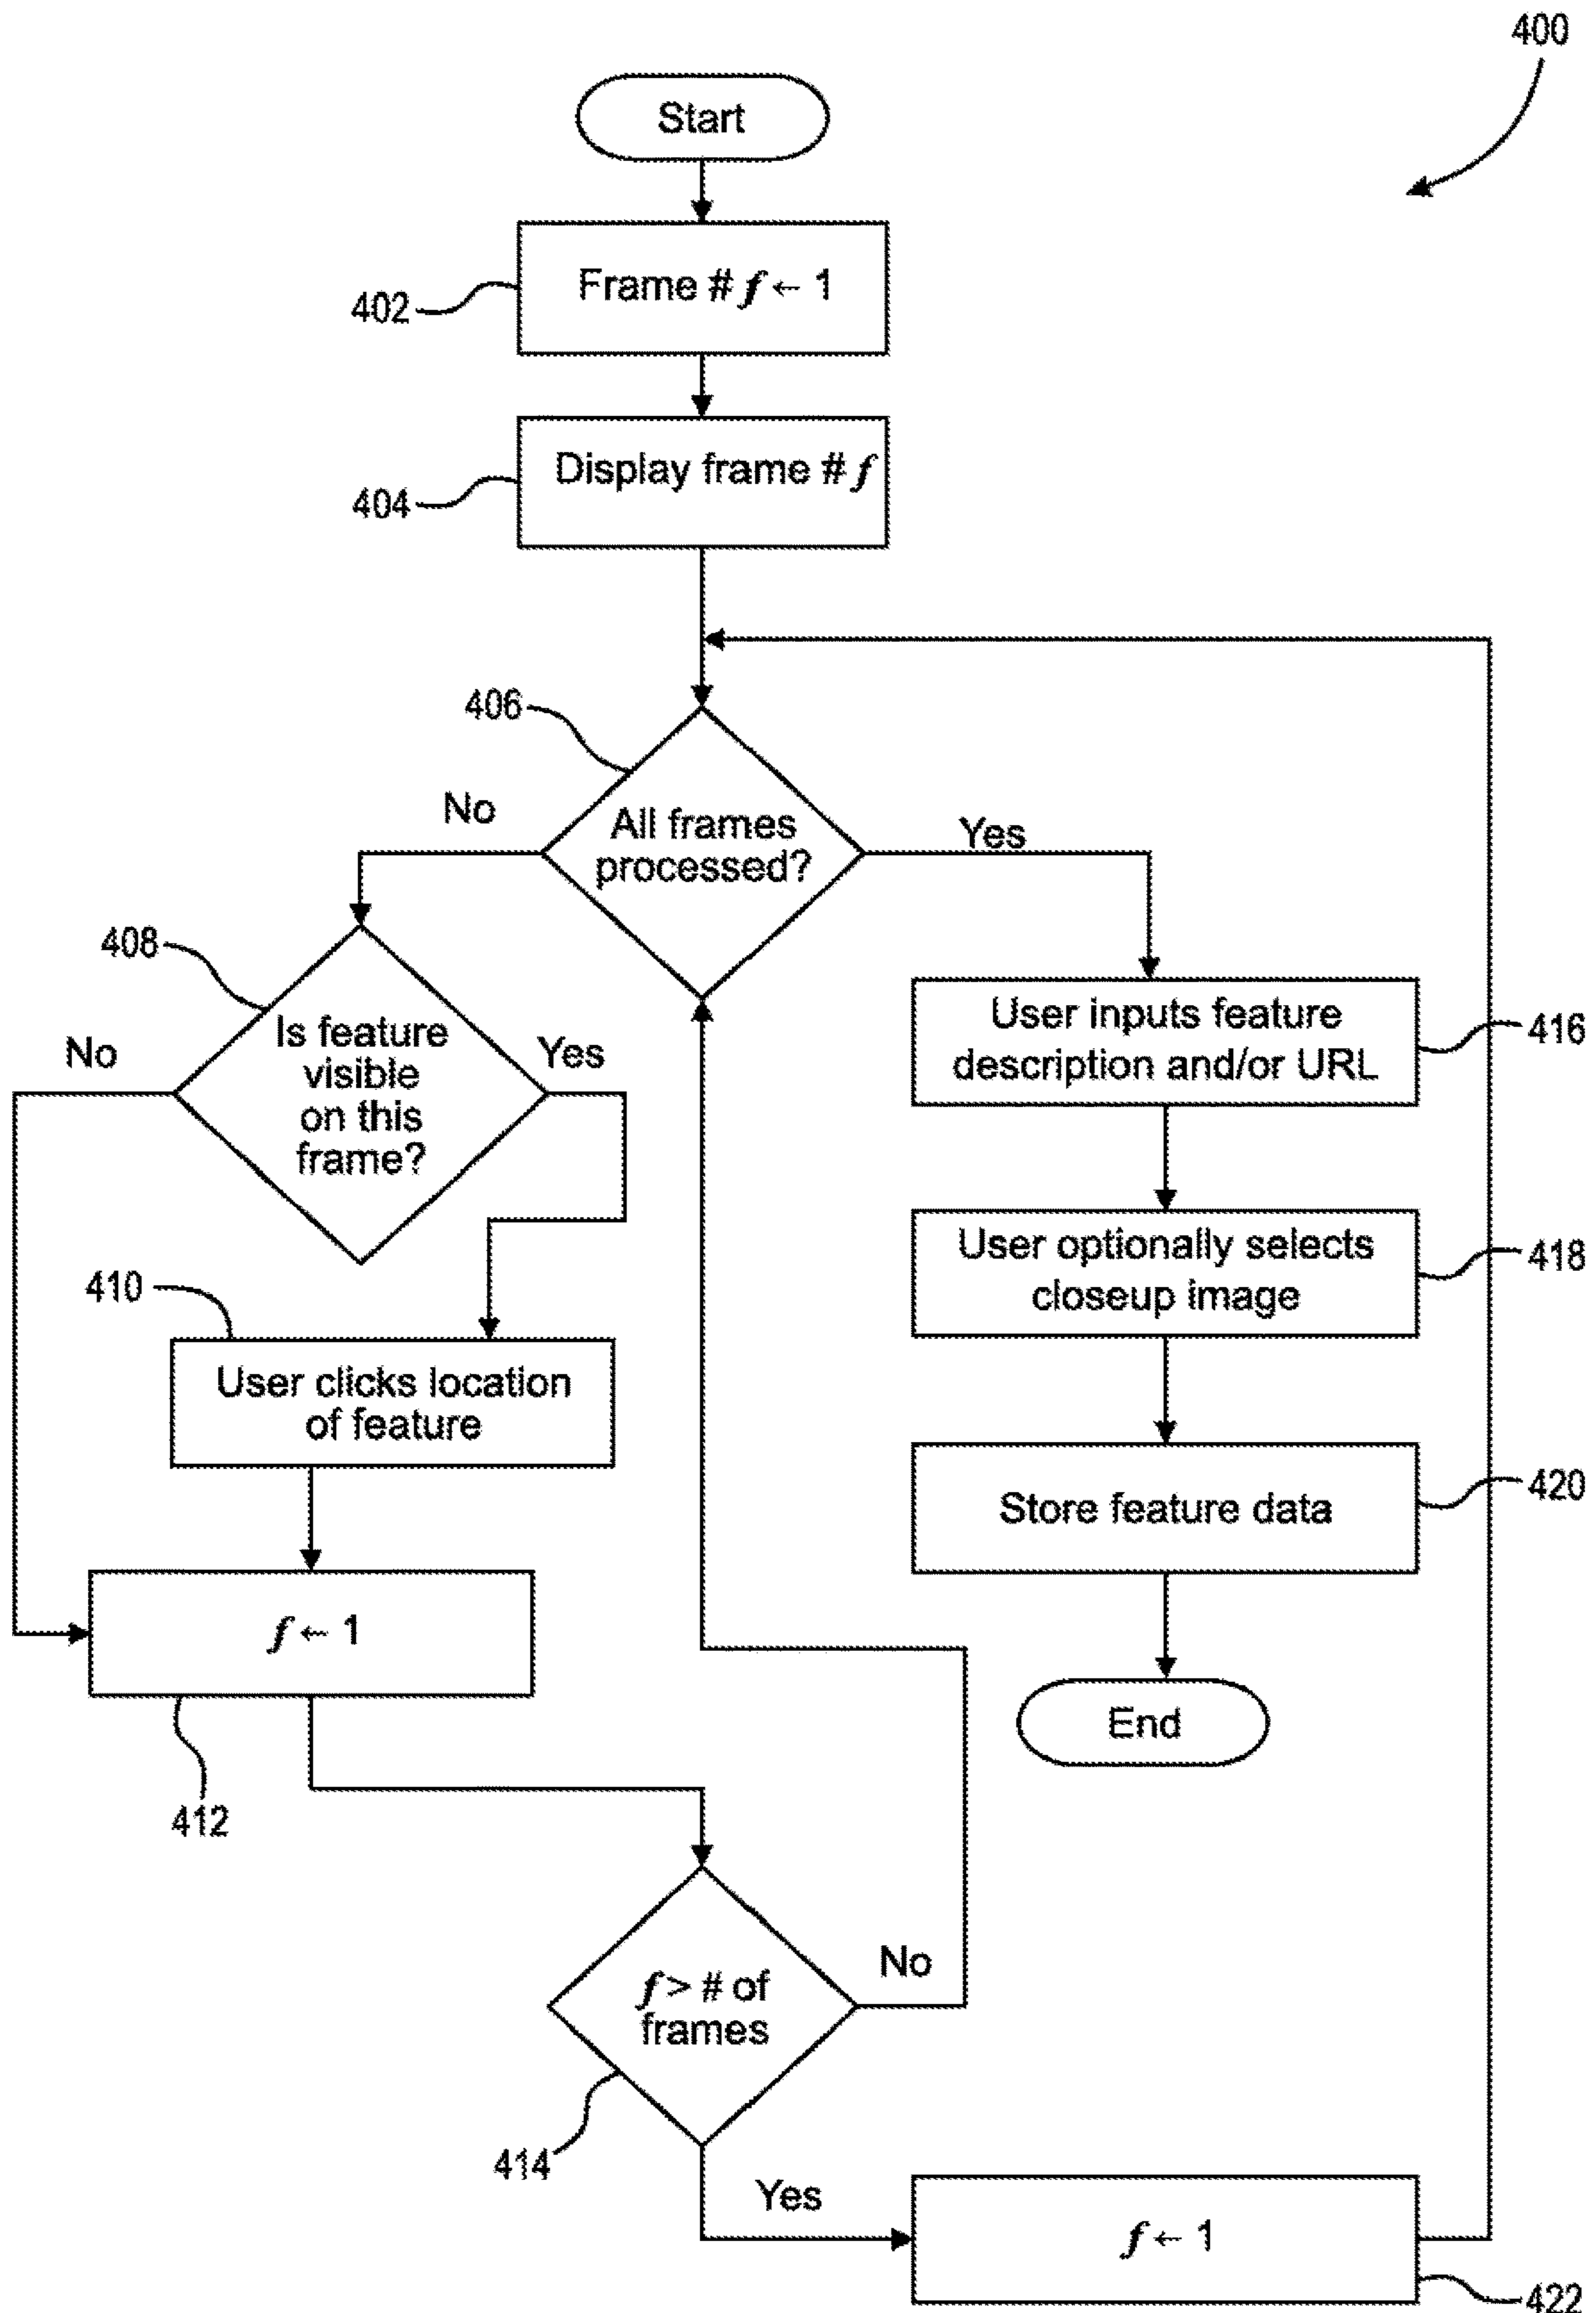 400
Start
Frame # f ← 1
402
Display frame # f
404
406
No
All frames
processed?
Yes
408
No
Is feature
visible
on this
frame?
Yes
User inputs feature
description and/or URL
416
410
User clicks location
of feature
User optionally selects
closeup image
418
Store feature data
420
f ← 1
412
End
f > # of
frames
No
414
Yes
f ← 1
422